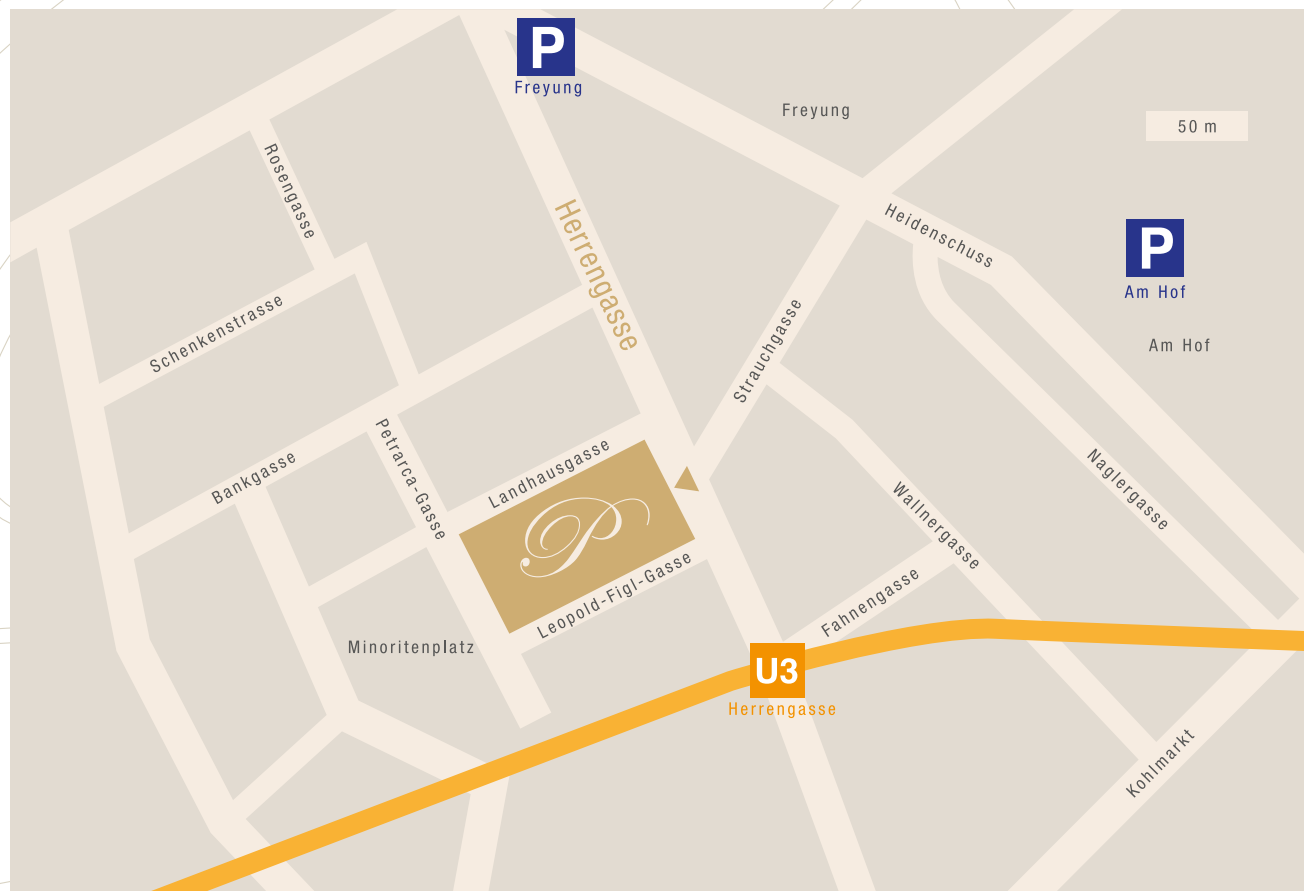 P
Freyung
Freyung
50 m
Rosengasse
Herrengasse
Heidenschuss
P
Am Hof
Schenkenstrasse
Strauchgasse
Am Hof
Petrarca-Gasse
Landhausgasse
Bankgasse
Naglergasse
Wallnergasse
P
Leopold-Figl-Gasse
Fahnengasse
Minoritenplatz
U3
Herrengasse
Kohlmarkt